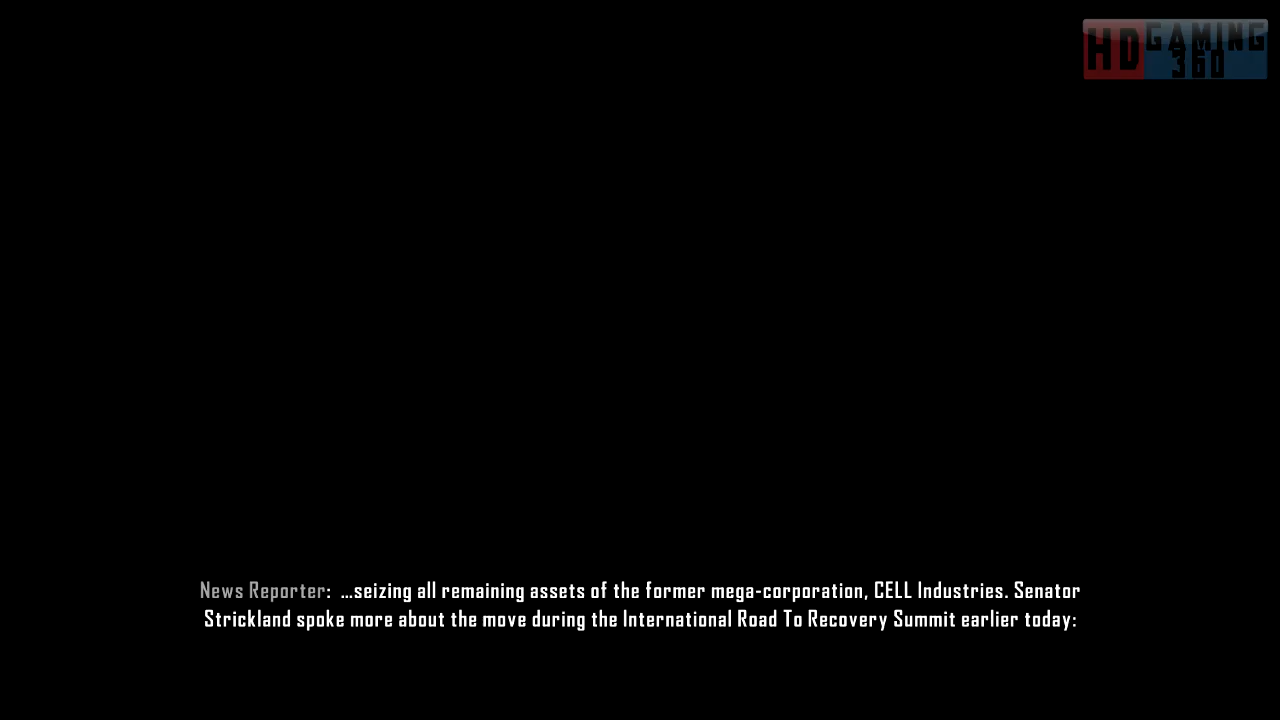 HD GAMING
360
News Reporter: ...seizing all remaining assets of the former mega-corporation, CELL Industries. Senator
Strickland spoke more about the move during the International Road To Recovery Summit earlier today: